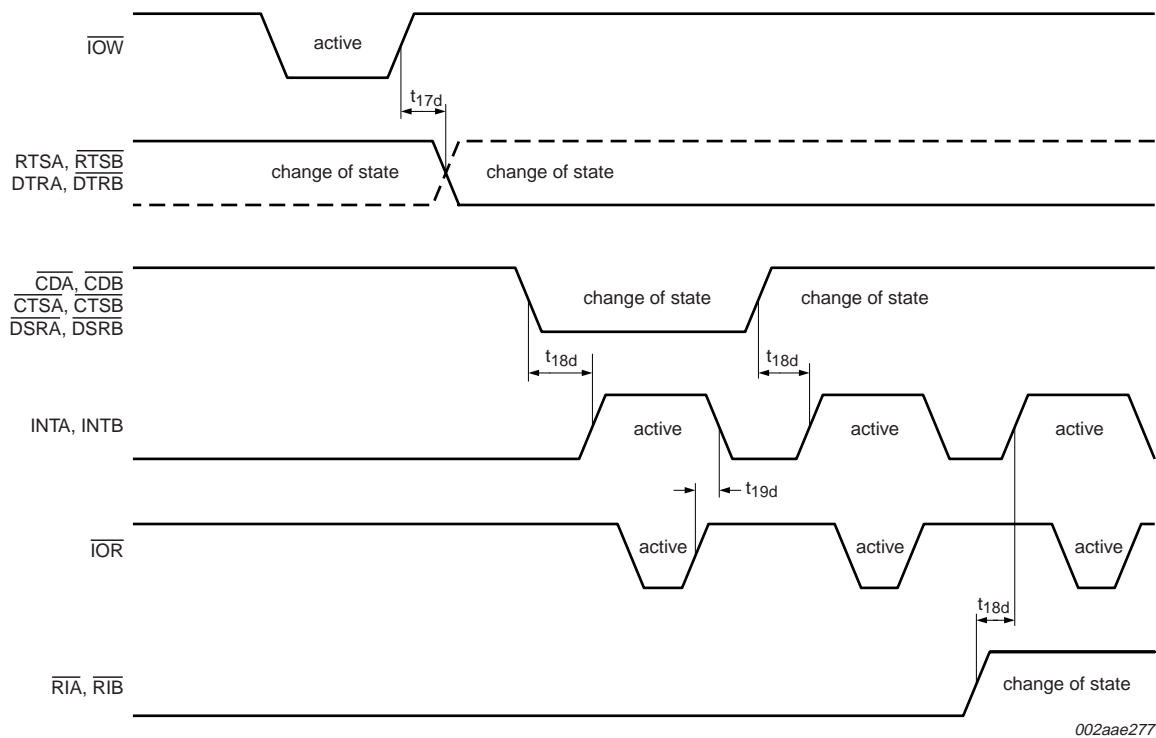 IOW
active
t17d
RTSA, RTSB
DTRA, DTRB
change of state
change of state
CDA, CDB
CTSA, CTSB
DSRA, DSRB
change of state
change of state
t18d
t18d
INTA, INTB
active
active
active
t19d
IOR
active
active
active
t18d
RIA, RIB
change of state
002aae277